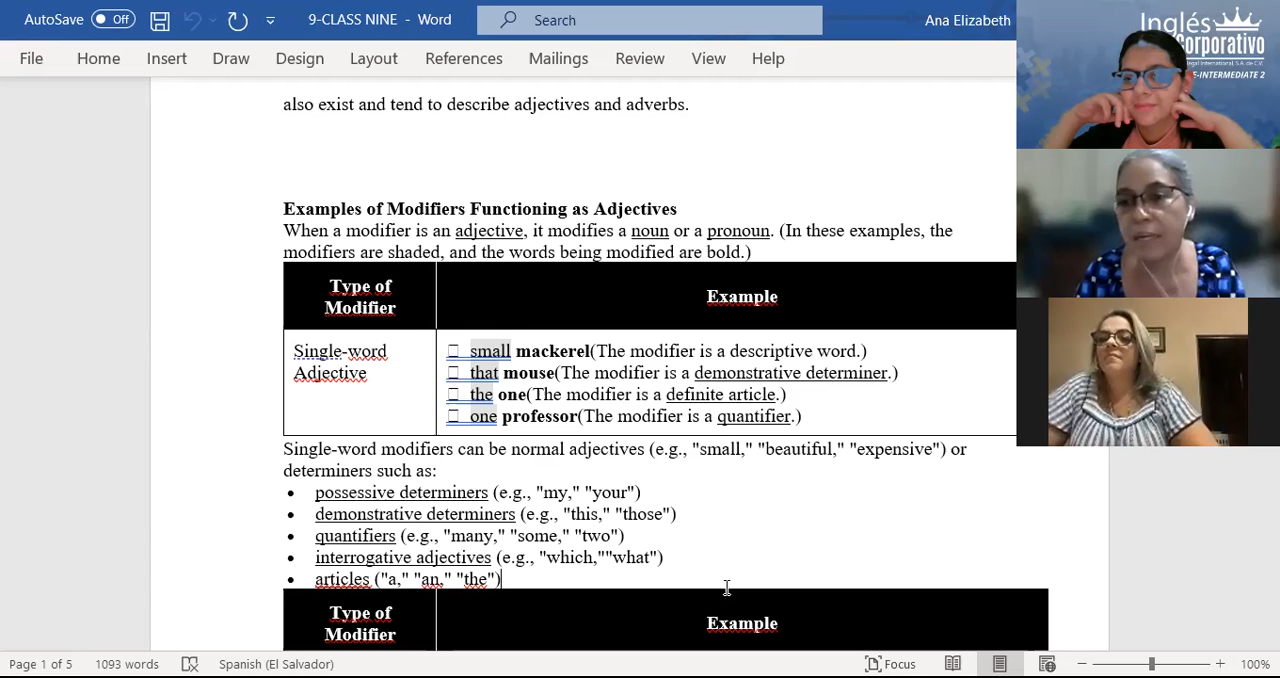 AutoSave Off 9-CLASS NINE - Word Search Ana Elizabeth
File Home Insert Draw Design Layout References Mailings Review View Help
Inglés
Corporativo
egal International, S.A. de C.V.
E-INTERMEDIATE 2
also exist and tend to describe adjectives and adverbs.
Examples of Modifiers Functioning as Adjectives
When a modifier is an adjective, it modifies a noun or a pronoun. (In these examples, the
modifiers are shaded, and the words being modified are bold.)
Type of
Modifier
Example
Single-word
Adjective
small mackerel(The modifier is a descriptive word.)
that mouse(The modifier is a demonstrative determiner.)
the one(The modifier is a definite article.)
one professor(The modifier is a quantifier.)
Single-word modifiers can be normal adjectives (e.g., "small," "beautiful," "expensive") or
determiners such as:
• possessive determiners (e.g., "my," "your")
• demonstrative determiners (e.g., "this," "those")
• quantifiers (e.g., "many," "some," "two")
• interrogative adjectives (e.g., "which,""what")
• articles ("a," "an," "the")
Type of
Modifier
Example
Page 1 of 5 1093 words Spanish (El Salvador) Focus 100%